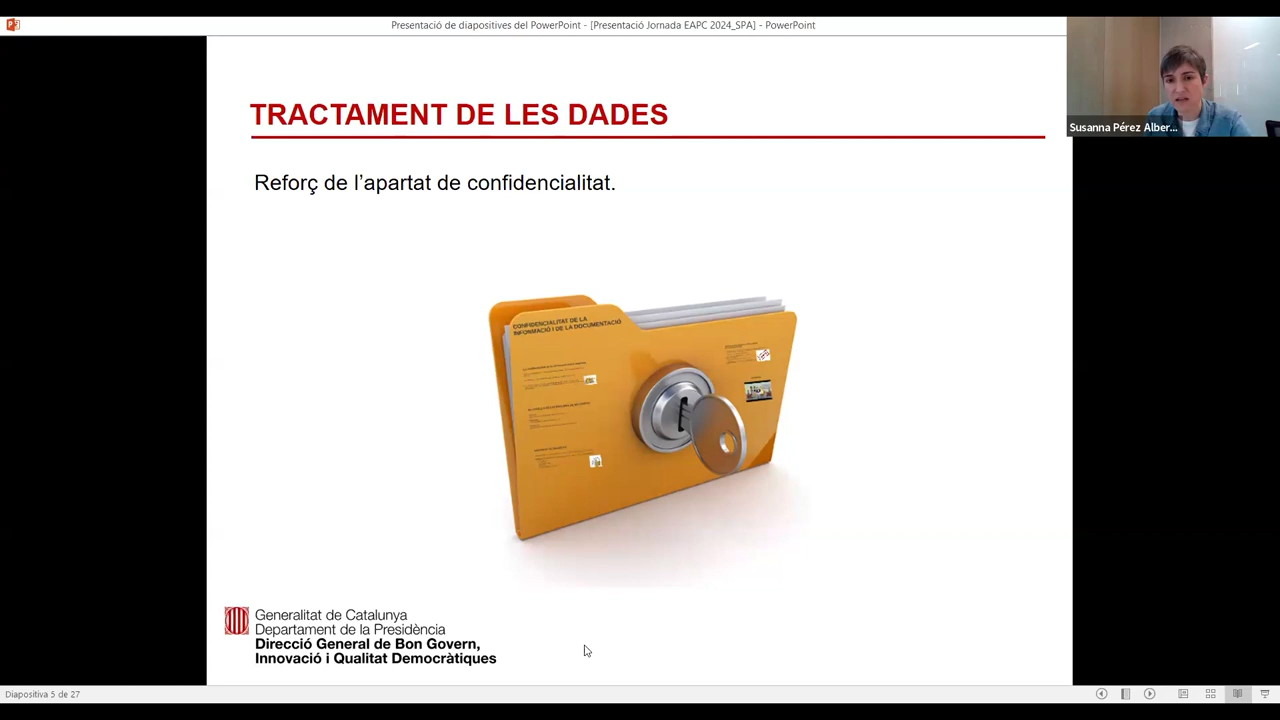 Presentació de diapositives del PowerPoint - [Presentació Jornada EAPC 2024_SPA] - PowerPoint
Susanna Pérez Alber...
TRACTAMENT DE LES DADES
Reforç de l’apartat de confidencialitat.
CONFIDENCIALITAT DE LA
INFORMACIÓ I DE LA DOCUMENTACIÓ
Generalitat de Catalunya
Departament de la Presidència
Direcció General de Bon Govern,
Innovació i Qualitat Democràtiques
Diapositiva 5 de 27